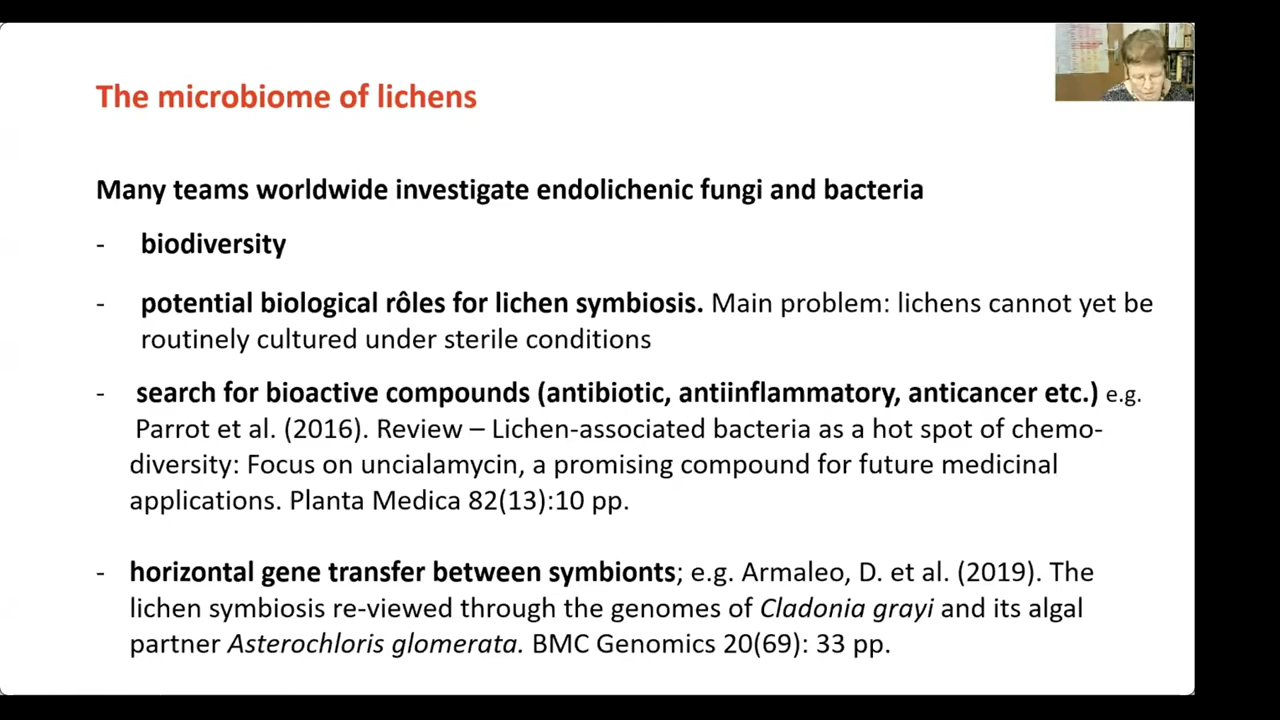 The microbiome of lichens
Many teams worldwide investigate endolichenic fungi and bacteria
- biodiversity
- potential biological rôles for lichen symbiosis. Main problem: lichens cannot yet be
routinely cultured under sterile conditions
- search for bioactive compounds (antibiotic, antiinflammatory, anticancer etc.) e.g.
Parrot et al. (2016). Review – Lichen-associated bacteria as a hot spot of chemo-
diversity: Focus on uncialamycin, a promising compound for future medicinal
applications. Planta Medica 82(13):10 pp.
- horizontal gene transfer between symbionts; e.g. Armaleo, D. et al. (2019). The
lichen symbiosis re-viewed through the genomes of Cladonia grayi and its algal
partner Asterochloris glomerata. BMC Genomics 20(69): 33 pp.